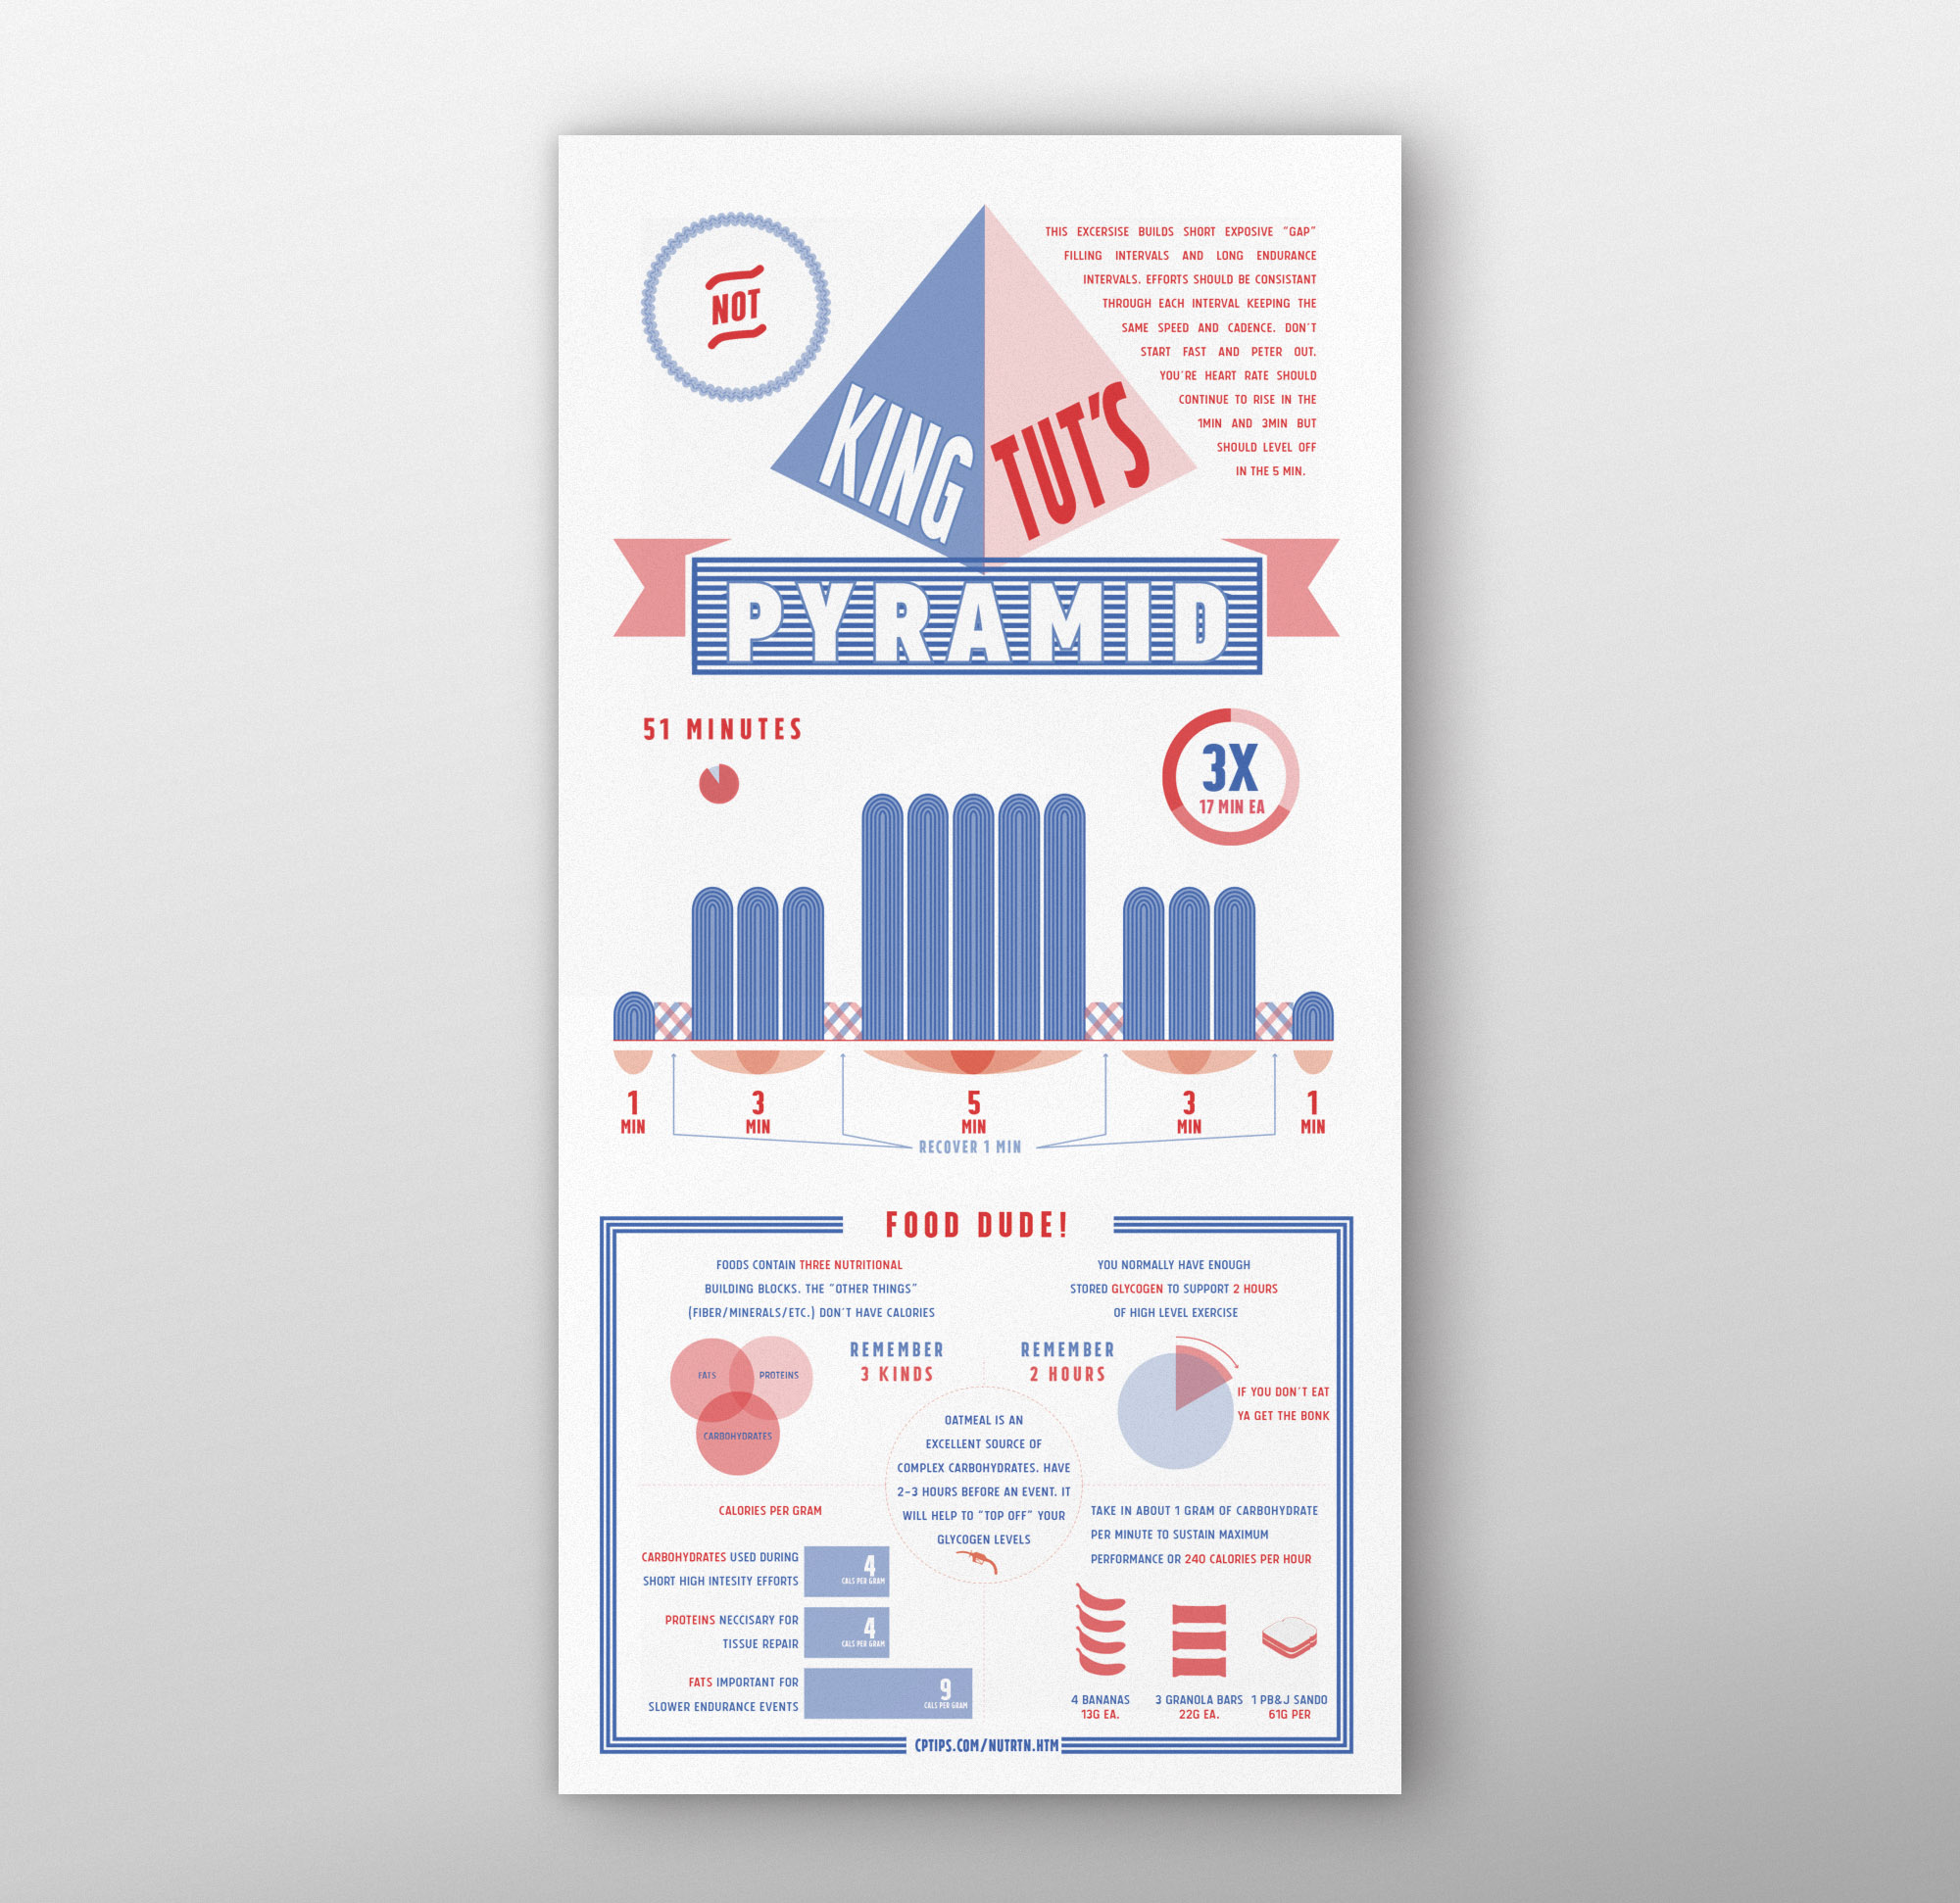 NOT
KING
TUT'S
PYRAMID
THIS EXCERSISE BUILDS SHORT EXPOSIVE "GAP"
FILLING INTERVALS AND LONG ENDURANCE
INTERVALS. EFFORTS SHOULD BE CONSISTANT
THROUGH EACH INTERVAL KEEPING THE
SAME SPEED AND CADENCE. DON'T
START FAST AND PETER OUT.
YOU'RE HEART RATE SHOULD
CONTINUE TO RISE IN THE
1MIN AND 3MIN BUT
SHOULD LEVEL OFF
IN THE 5 MIN.
51 MINUTES
3X
17 MIN EA
1
MIN
3
MIN
5
MIN
3
MIN
1
MIN
RECOVER 1 MIN
FOOD DUDE!
FOODS CONTAIN THREE NUTRITIONAL
BUILDING BLOCKS. THE "OTHER THINGS"
(FIBER/MINERALS/ETC.) DON'T HAVE CALORIES
YOU NORMALLY HAVE ENOUGH
STORED GLYCOGEN TO SUPPORT 2 HOURS
OF HIGH LEVEL EXERCISE
REMEMBER
3 KINDS
REMEMBER
2 HOURS
FATS
PROTEINS
CARBOHYDRATES
IF YOU DON'T EAT
YA GET THE BONK
OATMEAL IS AN
EXCELLENT SOURCE OF
COMPLEX CARBOHYDRATES. HAVE
2-3 HOURS BEFORE AN EVENT. IT
WILL HELP TO "TOP OFF" YOUR
GLYCOGEN LEVELS
CALORIES PER GRAM
CARBOHYDRATES USED DURING
SHORT HIGH INTESITY EFFORTS
4
CALS PER GRAM
PROTEINS NECCISARY FOR
TISSUE REPAIR
4
CALS PER GRAM
FATS IMPORTANT FOR
SLOWER ENDURANCE EVENTS
9
CALS PER GRAM
TAKE IN ABOUT 1 GRAM OF CARBOHYDRATE
PER MINUTE TO SUSTAIN MAXIMUM
PERFORMANCE OR 240 CALORIES PER HOUR
4 BANANAS
13G EA.
3 GRANOLA BARS
22G EA.
1 PB&J SANDO
61G PER
CPTIPS.COM/NUTRTN.HTM